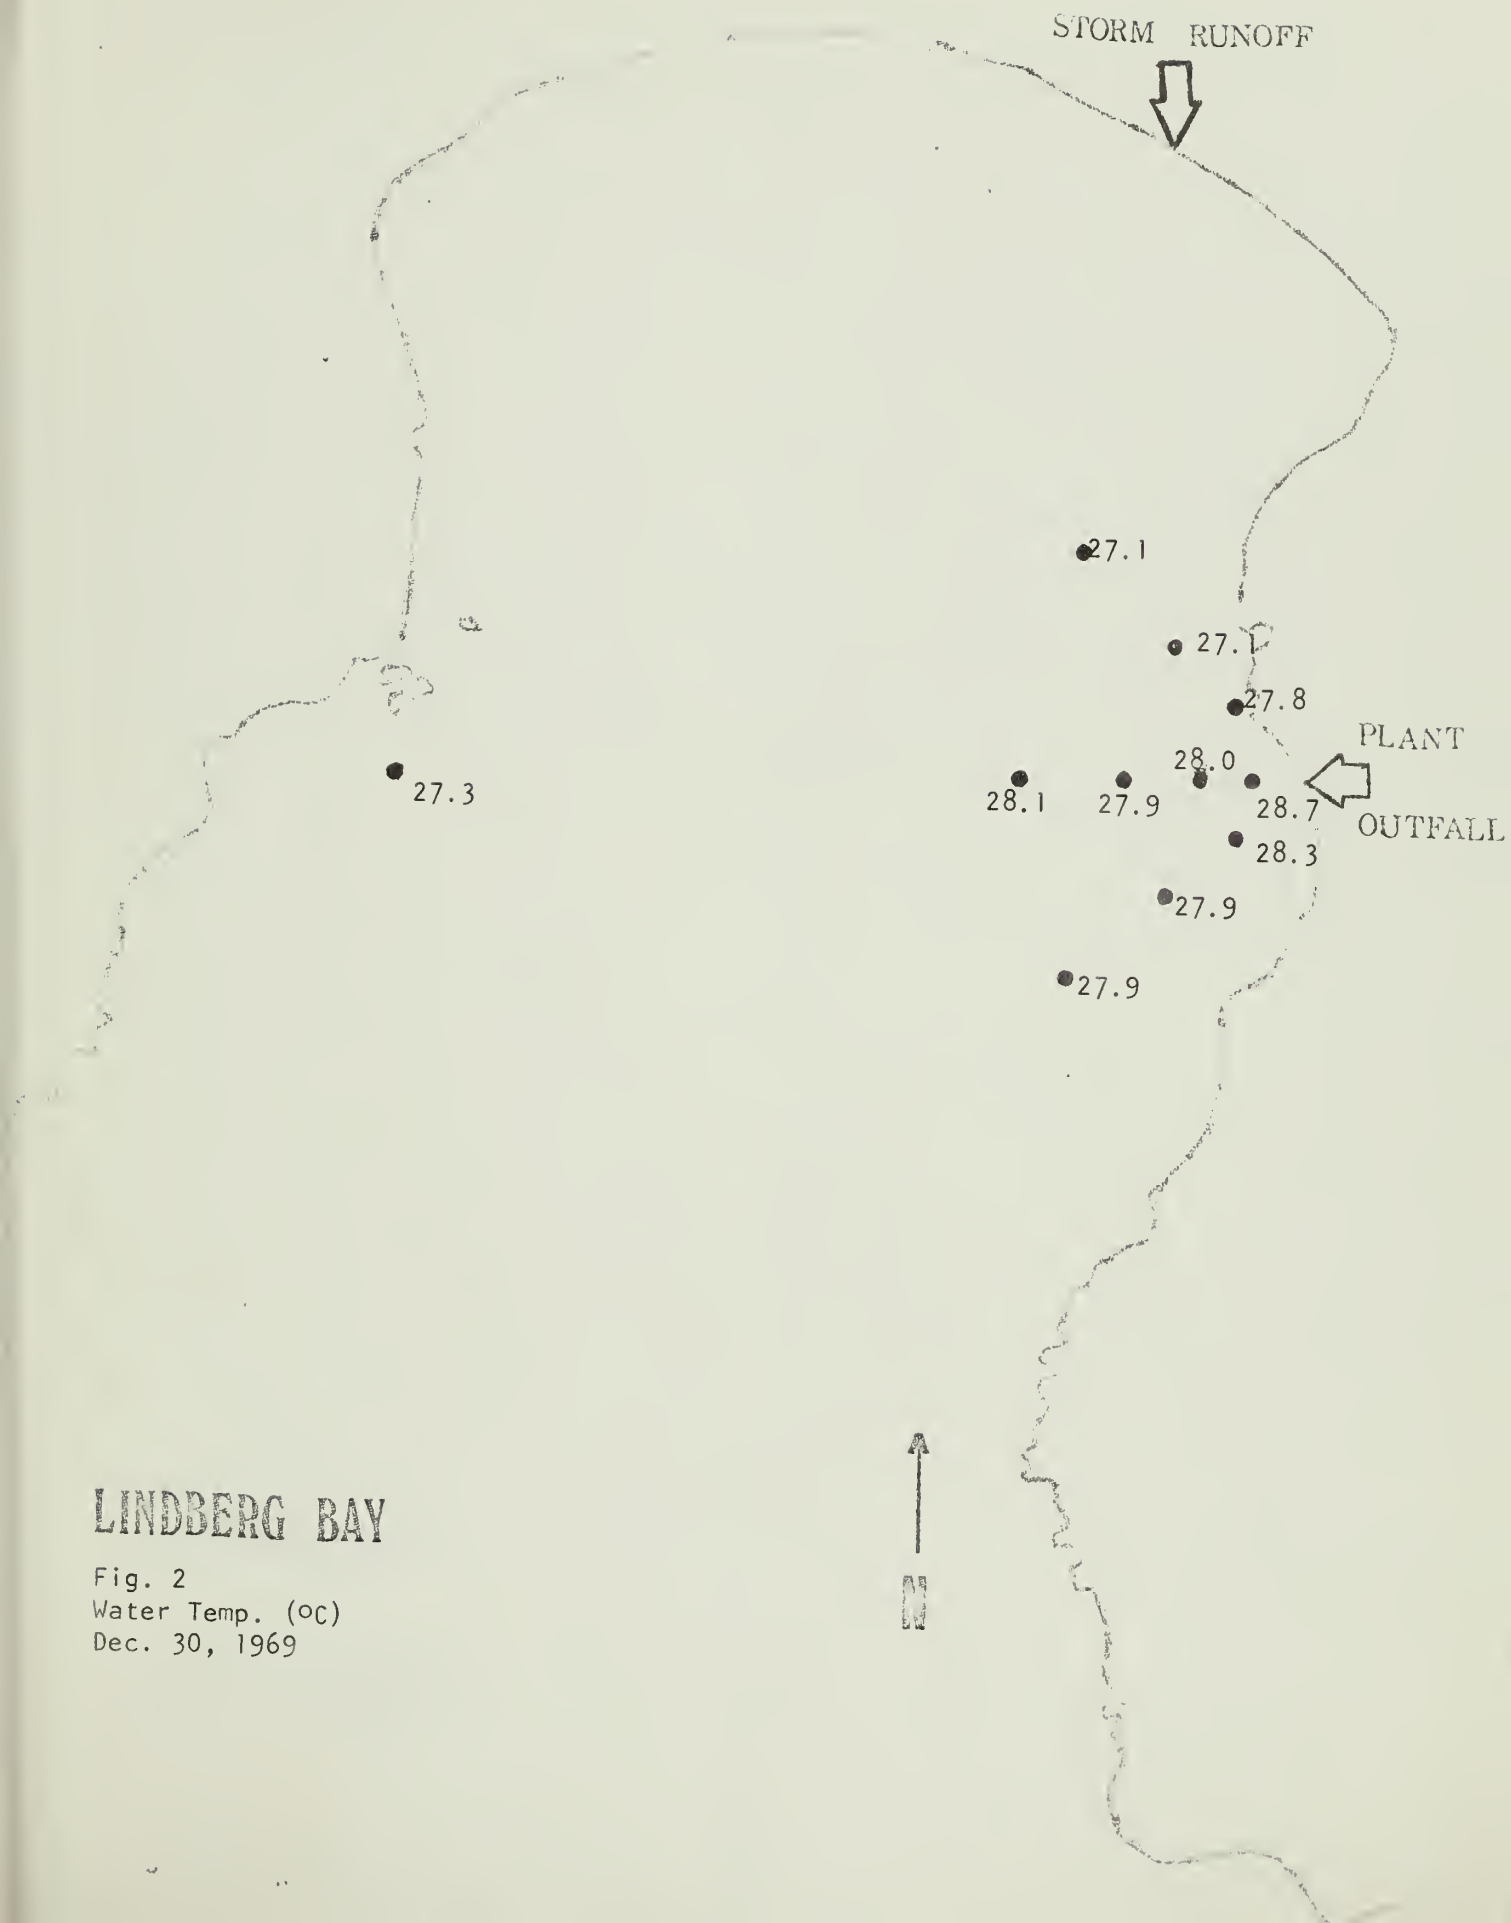 STORM RUNOFF
27.1
27.1
27.8
PLANT
28.0
27.3
28.1
27.9
28.7
OUTFALL
28.3
27.9
27.9
LINDBERG BAY
N
Fig. 2
Water Temp. (°C)
Dec. 30, 1969